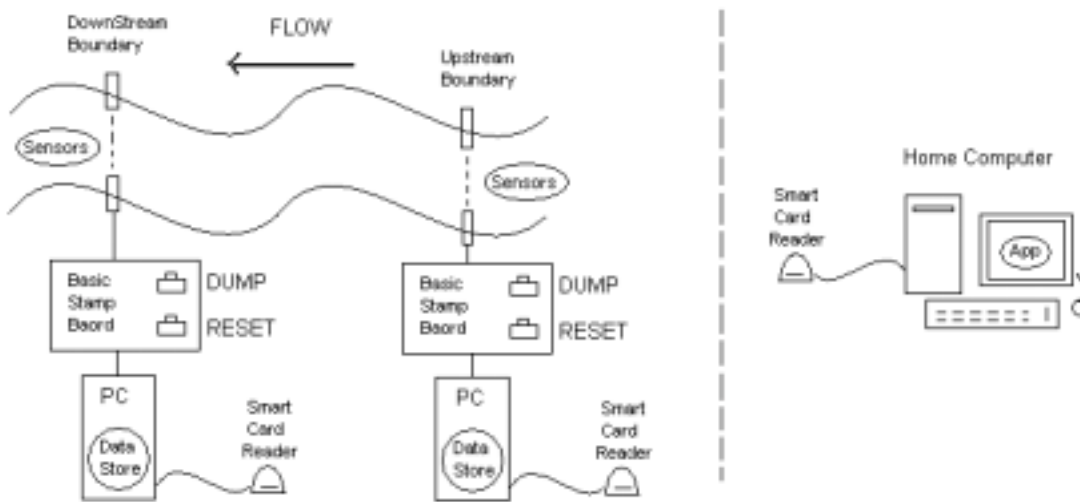 DownStream
Boundary
FLOW
Upstream
Boundary
Sensors
Sensors
Basic
Stamp
Baord
DUMP
RESET
Basic
Stamp
Baord
DUMP
RESET
PC
Data
Store
Smart
Card
Reader
PC
Data
Store
Smart
Card
Reader
Home Computer
Smart
Card
Reader
App